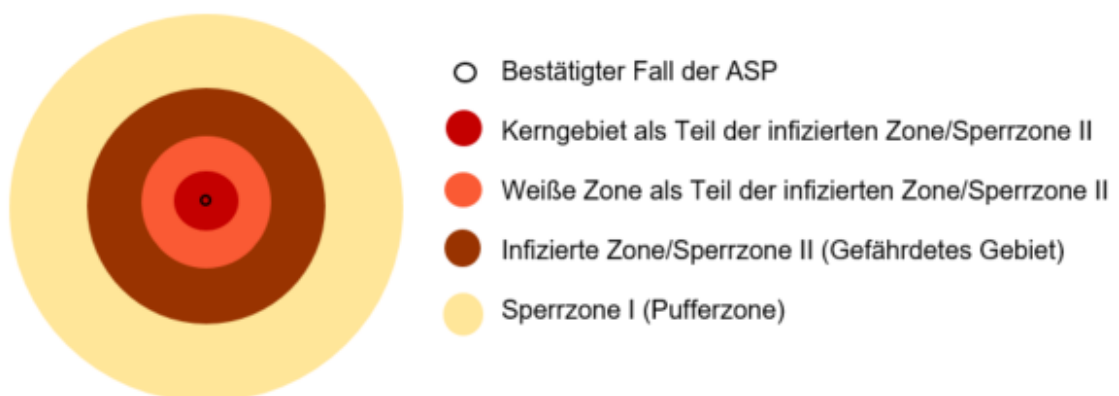 Bestätigter Fall der ASP
Kerngebiet als Teil der infizierten Zone/Sperrzone II
Weiße Zone als Teil der infizierten Zone/Sperrzone II
Infizierte Zone/Sperrzone II (Gefährdetes Gebiet)
Sperrzone I (Pufferzone)